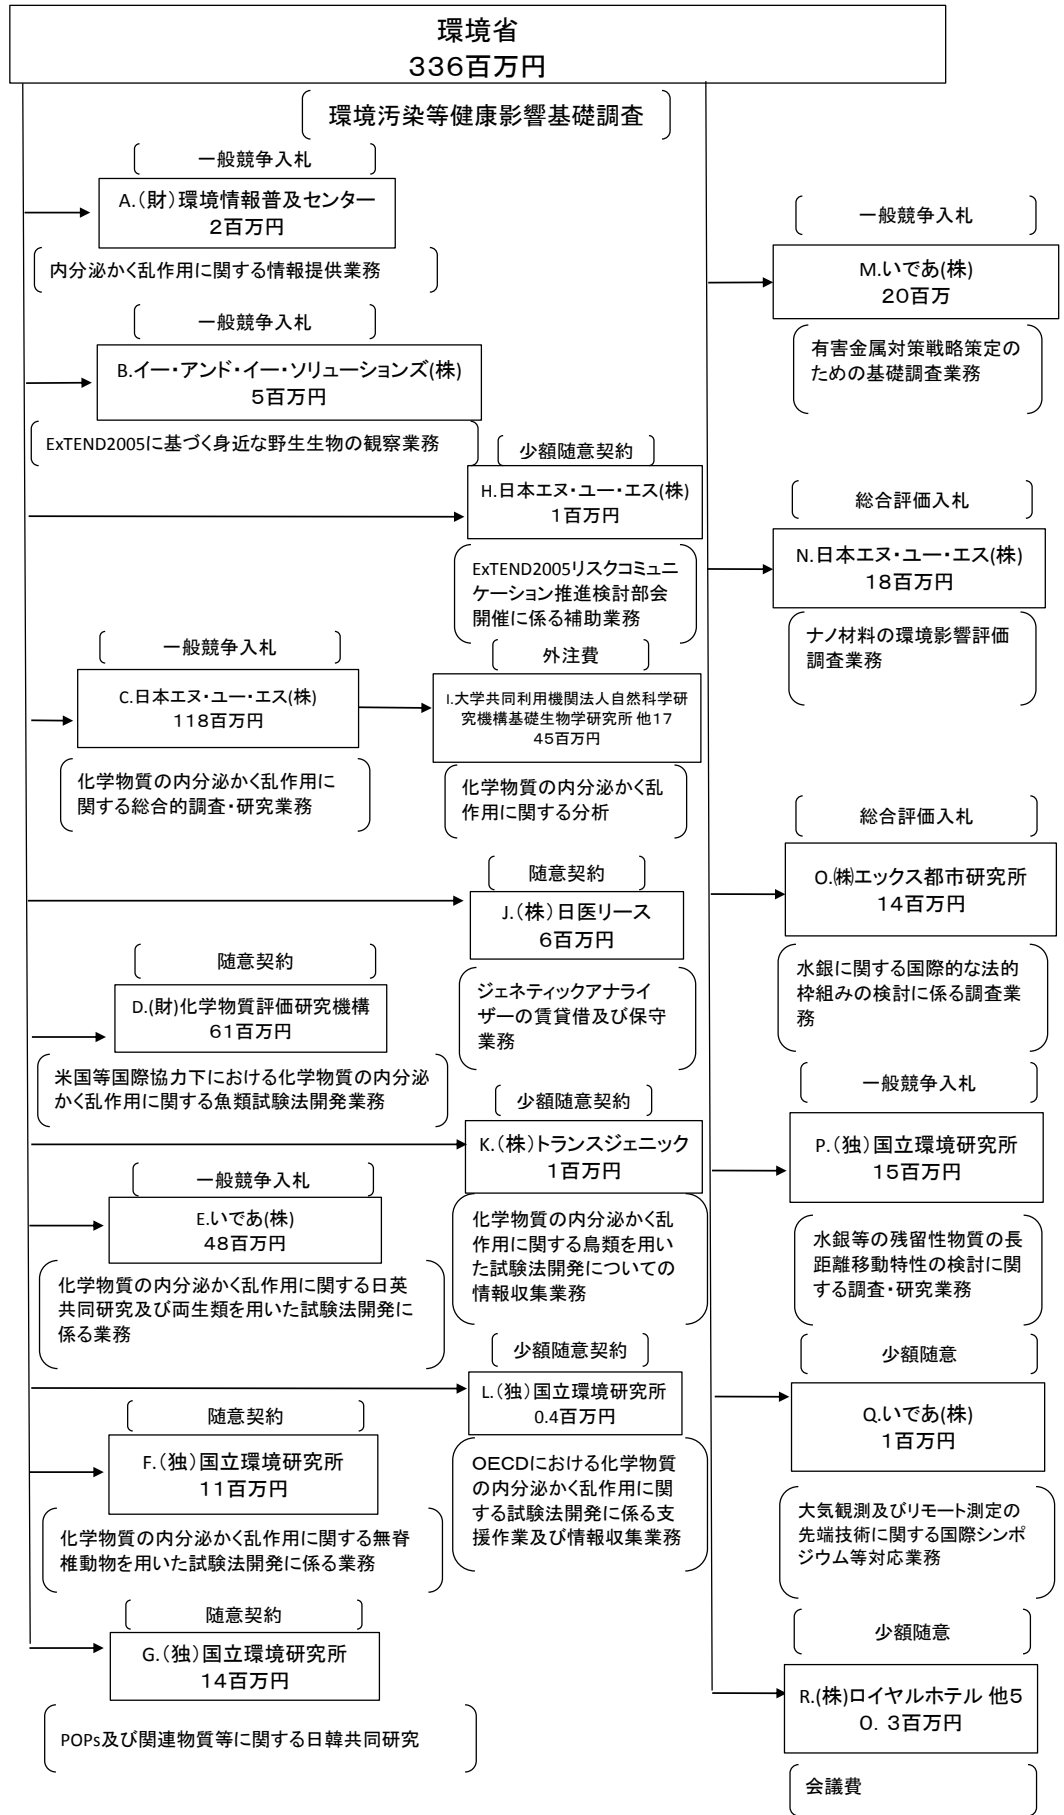 環境省
336百万円
環境汚染等健康影響基礎調査
一般競争入札
A.(財)環境情報普及センター
2百万円
内分泌かく乱作用に関する情報提供業務
一般競争入札
B.イー・アンド・イー・ソリューションズ(株)
5百万円
ExTEND2005に基づく身近な野生生物の観察業務
少額随意契約
H.日本エヌ・ユー・エス(株)
1百万円
ExTEND2005リスクコミュニ
ケーション推進検討部会
開催に係る補助業務
一般競争入札
C.日本エヌ・ユー・エス(株)
118百万円
化学物質の内分泌かく乱作用に
関する総合的調査・研究業務
外注費
I.大学共同利用機関法人自然科学研
究機構基礎生物学研究所 他17
45百万円
化学物質の内分泌かく乱
作用に関する分析
随意契約
J.(株)日医リース
6百万円
ジェネティックアナライ
ザーの賃貸借及び保守
業務
随意契約
D.(財)化学物質評価研究機構
61百万円
米国等国際協力下における化学物質の内分泌
かく乱作用に関する魚類試験法開発業務
少額随意契約
K.(株)トランスジェニック
1百万円
化学物質の内分泌かく乱
作用に関する鳥類を用い
た試験法開発についての
情報収集業務
一般競争入札
E.いであ(株)
48百万円
化学物質の内分泌かく乱作用に関する日英
共同研究及び両生類を用いた試験法開発に
係る業務
少額随意契約
L.(独)国立環境研究所
0.4百万円
OECDにおける化学物質
の内分泌かく乱作用に関
する試験法開発に係る支
援作業及び情報収集業務
随意契約
F.(独)国立環境研究所
11百万円
化学物質の内分泌かく乱作用に関する無脊
椎動物を用いた試験法開発に係る業務
随意契約
G.(独)国立環境研究所
14百万円
POPs及び関連物質等に関する日韓共同研究
一般競争入札
M.いであ(株)
20百万
有害金属対策戦略策定の
ための基礎調査業務
総合評価入札
N.日本エヌ・ユー・エス(株)
18百万円
ナノ材料の環境影響評価
調査業務
総合評価入札
O.㈱エックス都市研究所
14百万円
水銀に関する国際的な法的
枠組みの検討に係る調査業
務
一般競争入札
P.(独)国立環境研究所
15百万円
水銀等の残留性物質の長
距離移動特性の検討に関
する調査・研究業務
少額随意
Q.いであ(株)
1百万円
大気観測及びリモート測定の
先端技術に関する国際シンポ
ジウム等対応業務
少額随意
R.(株)ロイヤルホテル 他5
0．3百万円
会議費